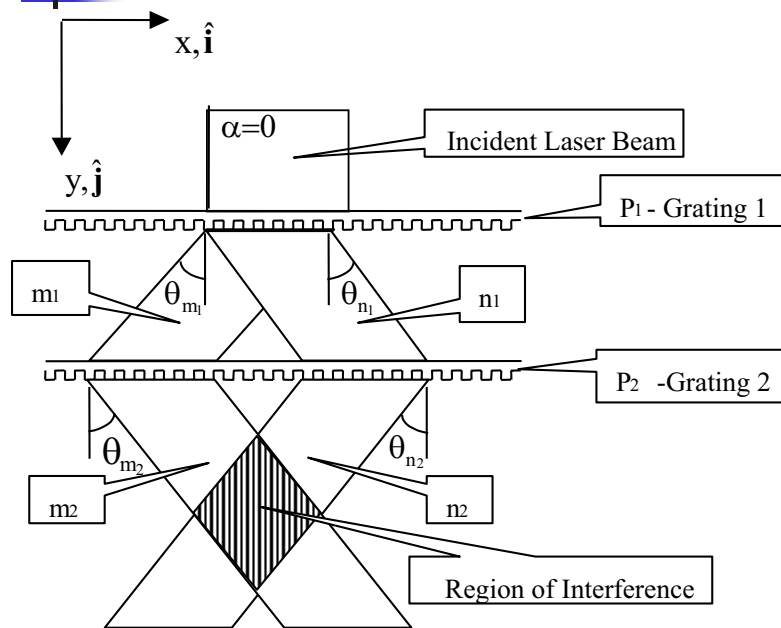 x, î
y, ĵ
α=0
Incident Laser Beam
P1 - Grating 1
m1
θm1
θn1
n1
P2 -Grating 2
θm2
θn2
m2
n2
Region of Interference